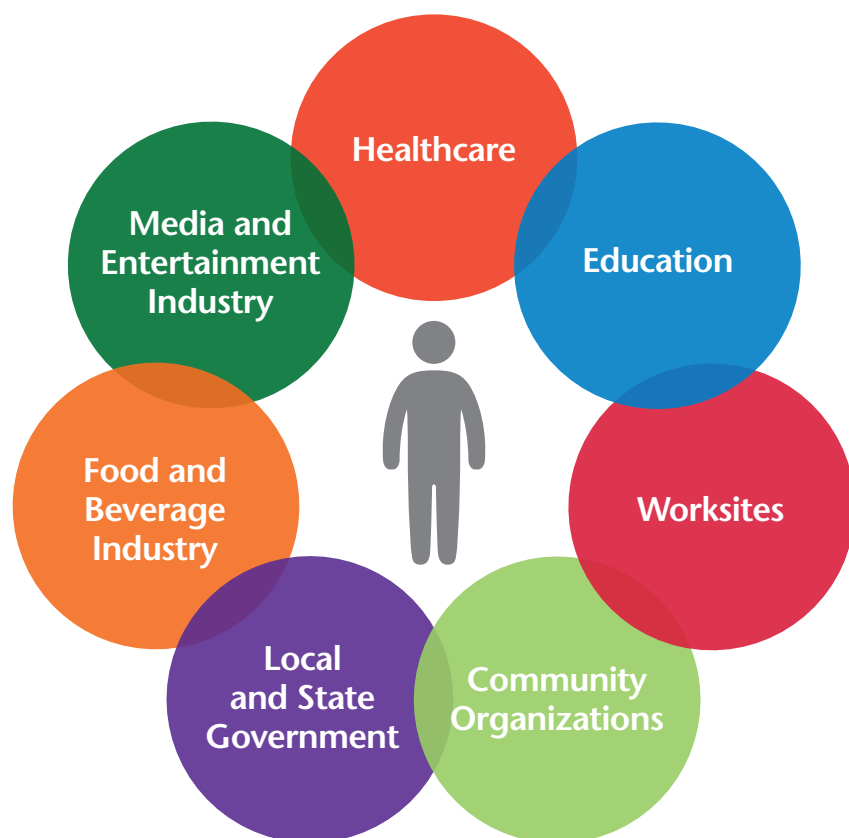 Healthcare
Education
Worksites
Community
Organizations
Local
and State
Government
Food and
Beverage
Industry
Media and
Entertainment
Industry